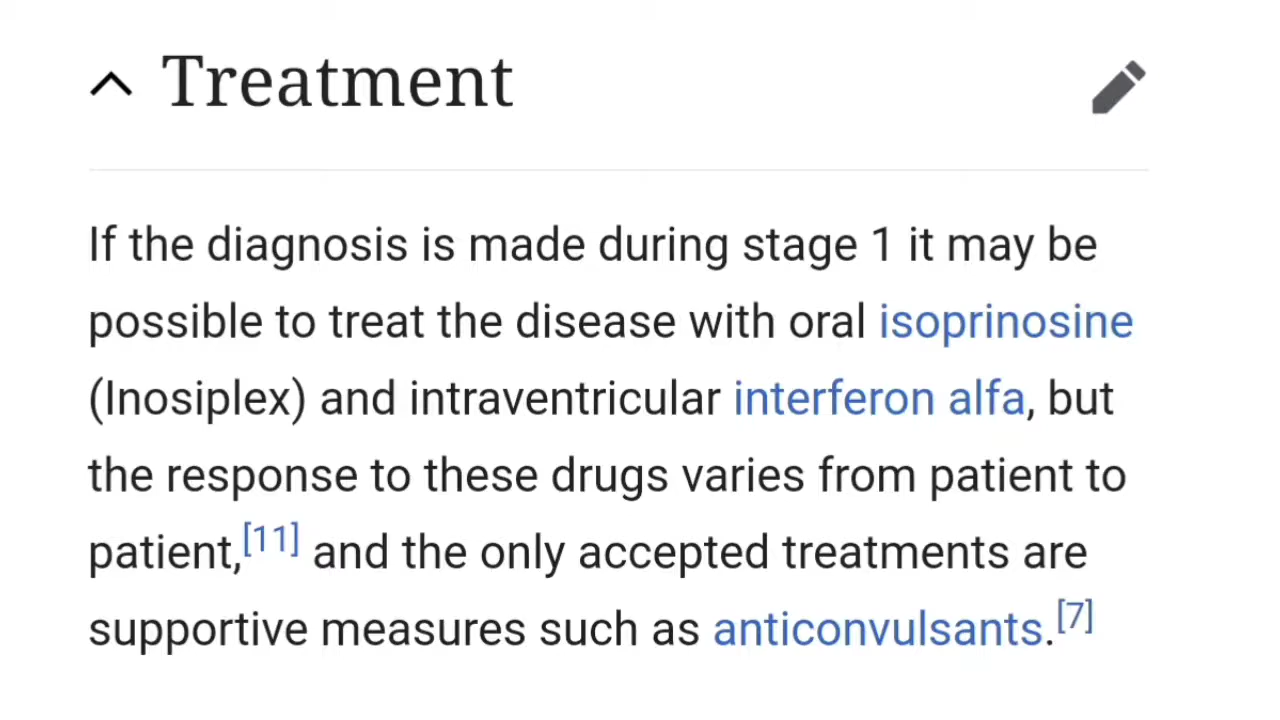 Treatment
If the diagnosis is made during stage 1 it may be
possible to treat the disease with oral isoprinosine
(Inosiplex) and intraventricular interferon alfa, but
the response to these drugs varies from patient to
patient,[11] and the only accepted treatments are
supportive measures such as anticonvulsants.[7]